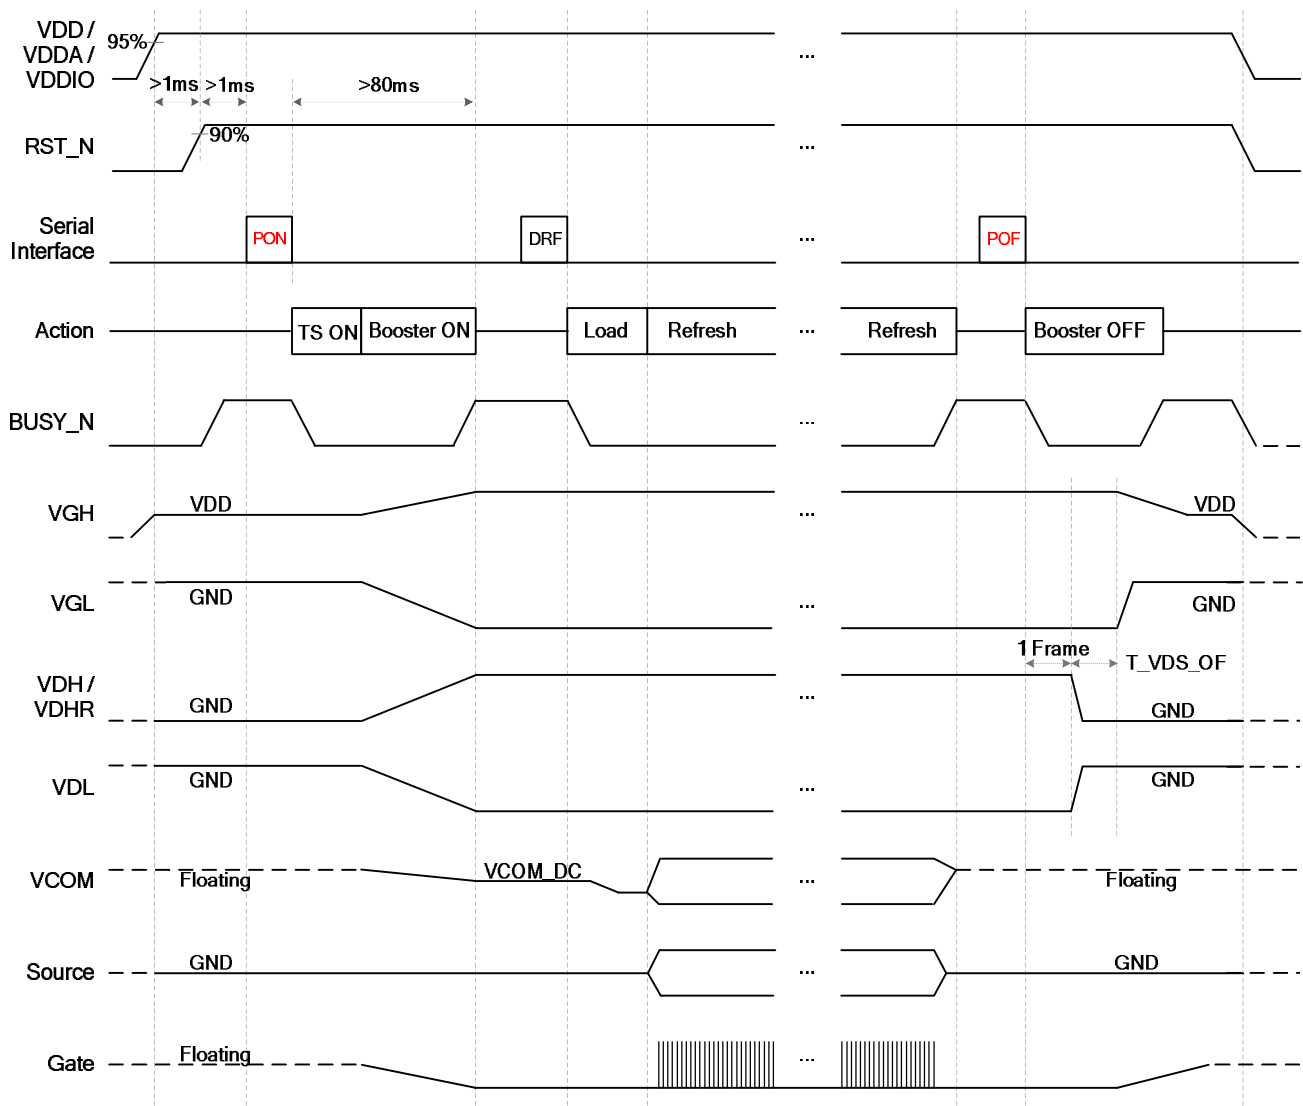 VDD /
VDDA /
VDDIO
95%
>1ms
>1ms
>80ms
...
RST_N
90%
...
Serial
Interface
PON
DRF
...
POF
Action
TS ON
Booster ON
Load
Refresh
...
Refresh
Booster OFF
BUSY_N
...
VGH
VDD
...
VDD
VGL
GND
...
GND
1 Frame
T_VDS_OF
VDH /
VDHR
GND
...
GND
VDL
GND
...
GND
VCOM
Floating
VCOM_DC
...
Floating
Source
GND
...
GND
Gate
Floating
...